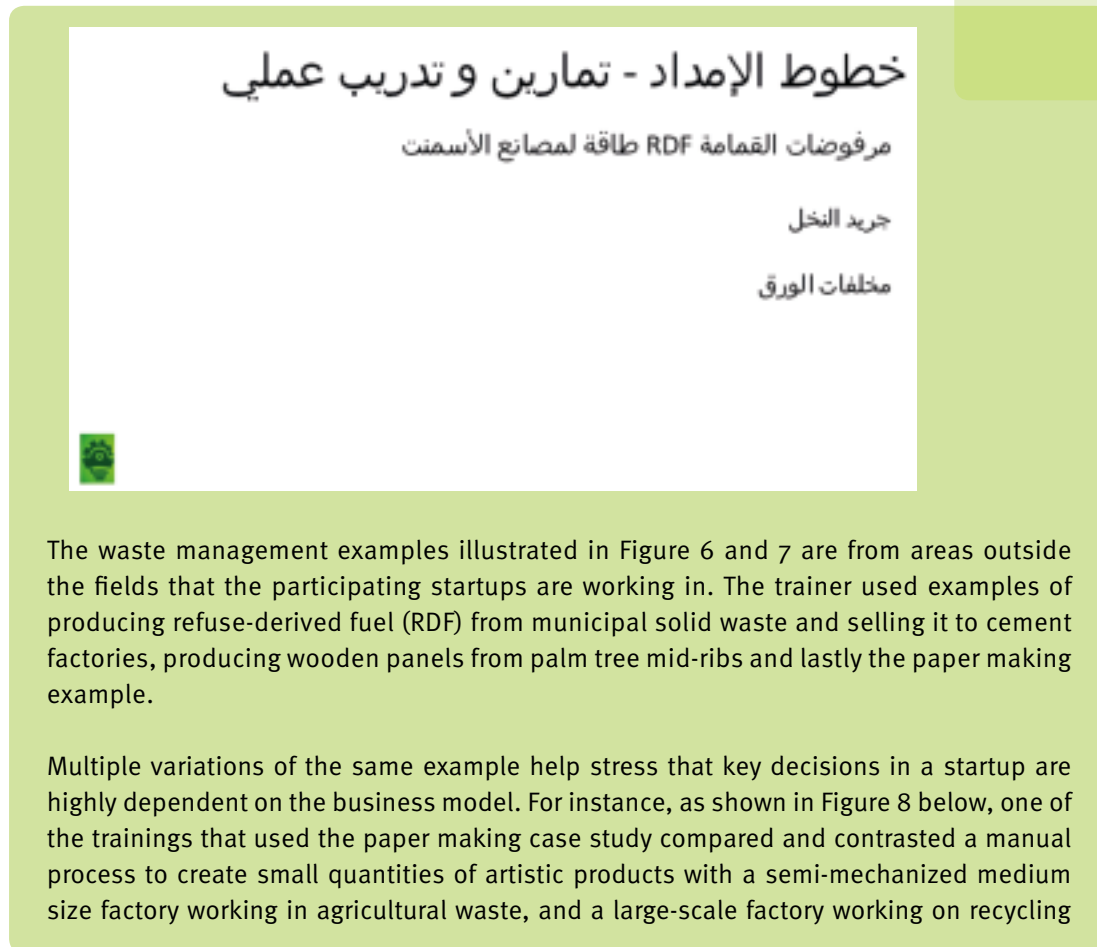 خطوط الإمداد - تمارين و تدريب عملي
مرفوضات القمامة RDF طاقة لمصانع الأسمنت
جريد النخل
مخلفات الورق
The waste management examples illustrated in Figure 6 and 7 are from areas outside
the fields that the participating startups are working in. The trainer used examples of
producing refuse-derived fuel (RDF) from municipal solid waste and selling it to cement
factories, producing wooden panels from palm tree mid-ribs and lastly the paper making
example.
Multiple variations of the same example help stress that key decisions in a startup are
highly dependent on the business model. For instance, as shown in Figure 8 below, one of
the trainings that used the paper making case study compared and contrasted a manual
process to create small quantities of artistic products with a semi-mechanized medium
size factory working in agricultural waste, and a large-scale factory working on recycling